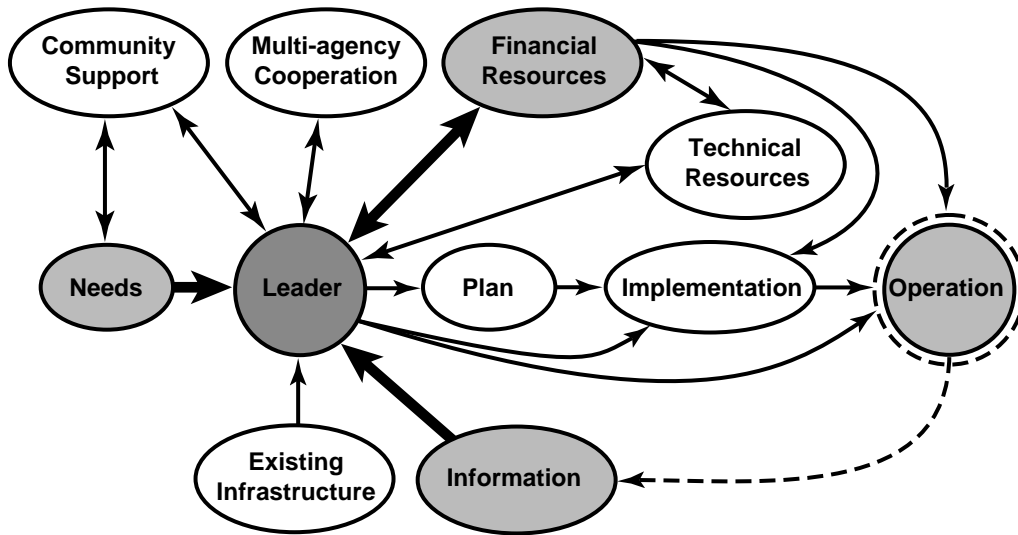 Community
Support
Multi-agency
Cooperation
Financial
Resources
Technical
Resources
Needs
Leader
Plan
Implementation
Operation
Existing
Infrastructure
Information